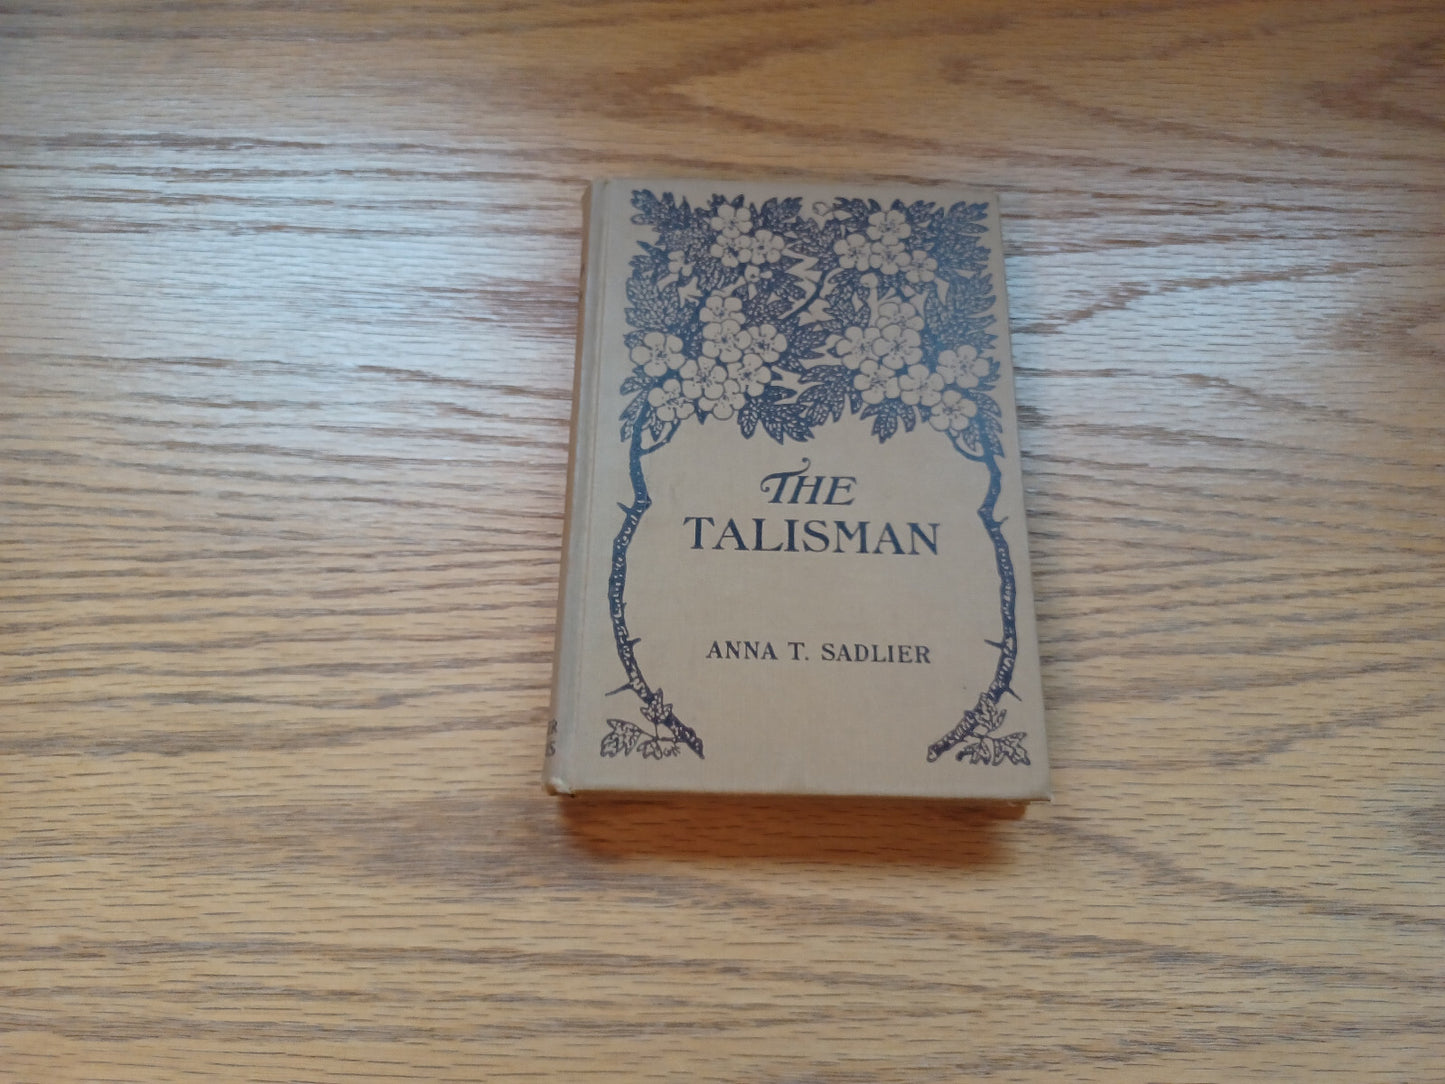 THE
TALISMAN
ANNA T. SADLIER